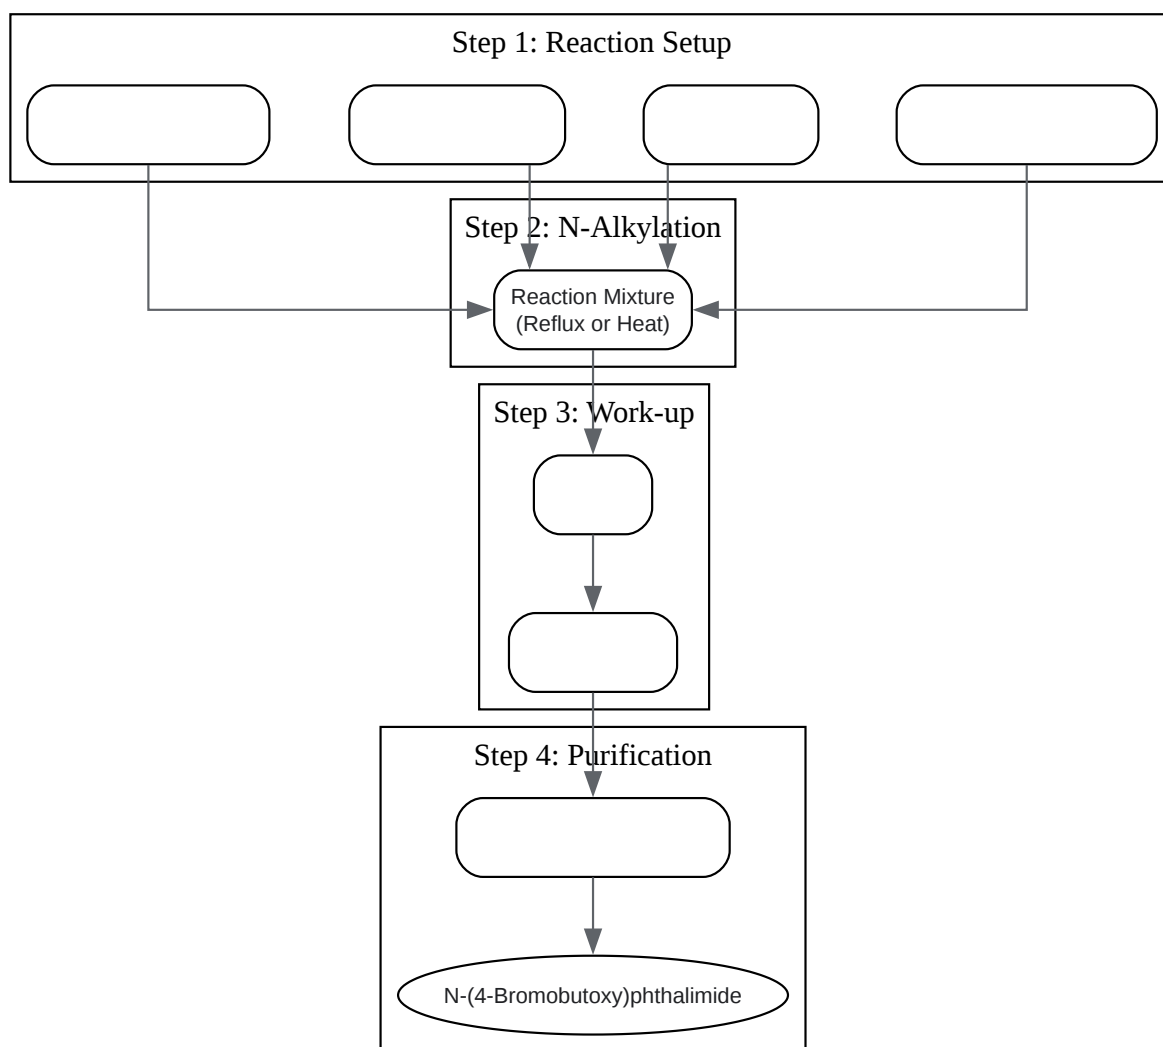 Step 1: Reaction Setup
Step 2: N-Alkylation
Reaction Mixture
(Reflux or Heat)
Step 3: Work-up
Step 4: Purification
N-(4-Bromobutoxy)phthalimide